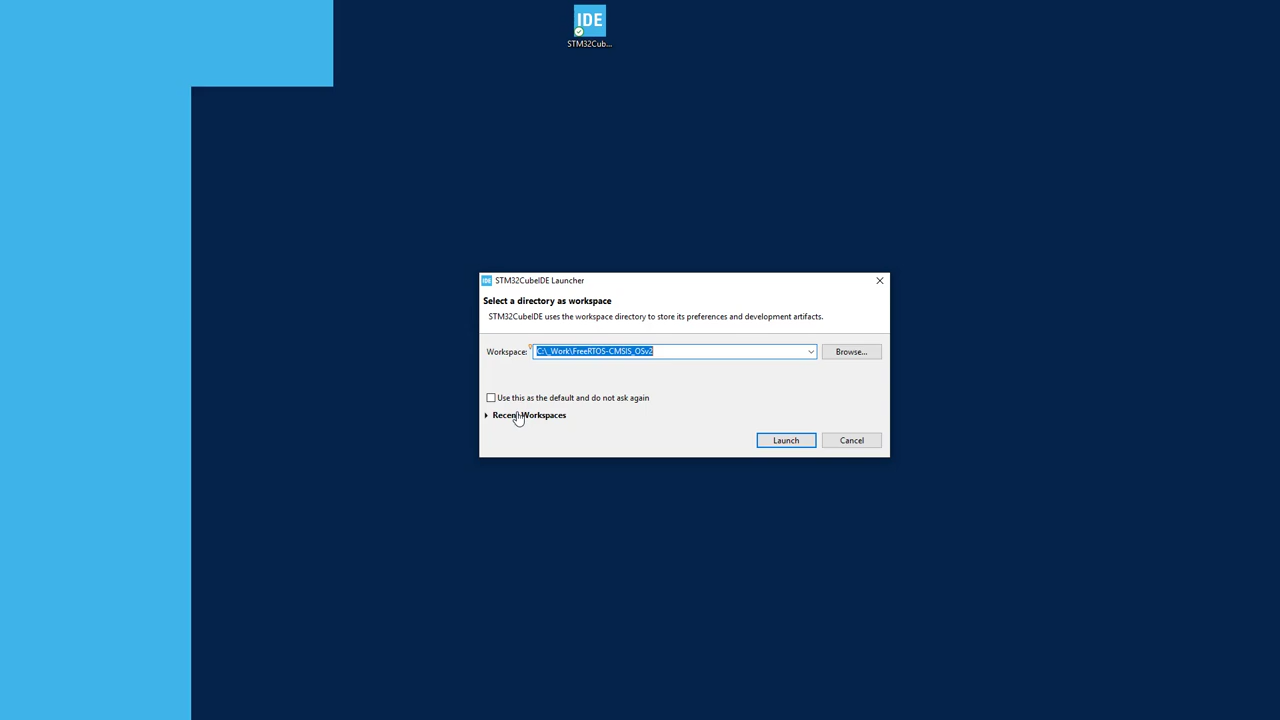 IDE
STM32Cub...
IDE STM32CubeIDE Launcher
Select a directory as workspace
STM32CubeIDE uses the workspace directory to store its preferences and development artifacts.
Workspace: C:\_Work\FreeRTOS-CMSIS_OSv2 Browse...
Use this as the default and do not ask again
Recent Workspaces
Launch Cancel